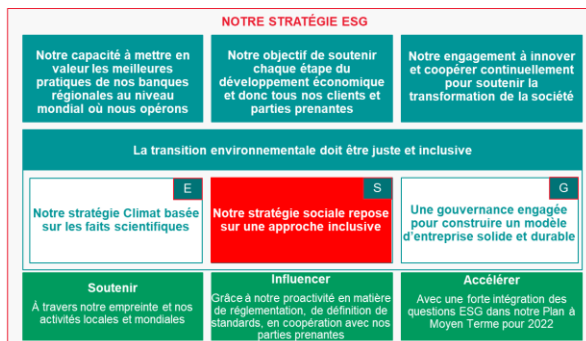 NOTRE STRATÉGIE ESG
Notre capacité à mettre en
valeur les meilleures
pratiques de nos banques
régionales au niveau
mondial où nous opérons
Notre objectif de soutenir
chaque étape du
développement économique
et donc tous nos clients et
parties prenantes
Notre engagement à innover
et coopérer continuellement
pour soutenir la
transformation de la société
La transition environnementale doit être juste et inclusive
E
Notre stratégie Climat basée
sur les faits scientifiques
S
Notre stratégie sociale repose
sur une approche inclusive
G
Une gouvernance engagée
pour construire un modèle
d'entreprise solide et durable
Soutenir
À travers notre empreinte et nos
activités locales et mondiales
Influencer
Grâce à notre proactivité en matière
de réglementation, de définition de
standards, en coopération avec nos
parties prenantes
Accélérer
Avec une forte intégration des
questions ESG dans notre Plan à
Moyen Terme pour 2022